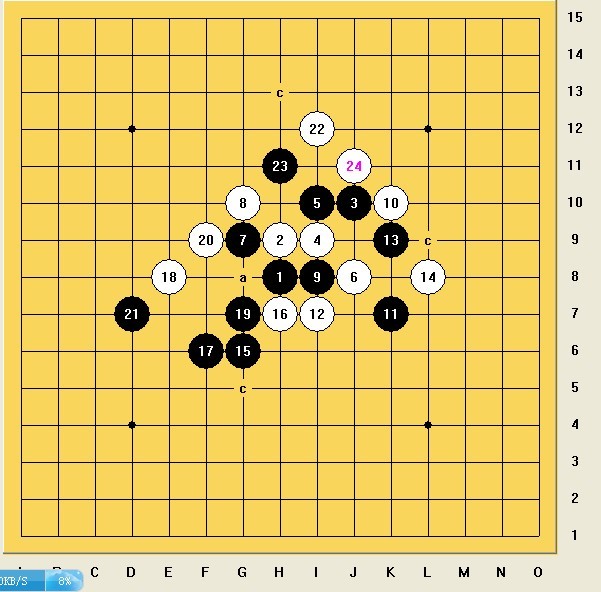 15
14
c 13
22 12
23 24 11
8 5 3 10 10
20 7 2 4 13 c 9
18 a 1 9 6 14 8
21 19 16 12 11 7
17 15 6
c 5
4
3
2
1
C D E F G H I J K L M N O
KB/S 8%